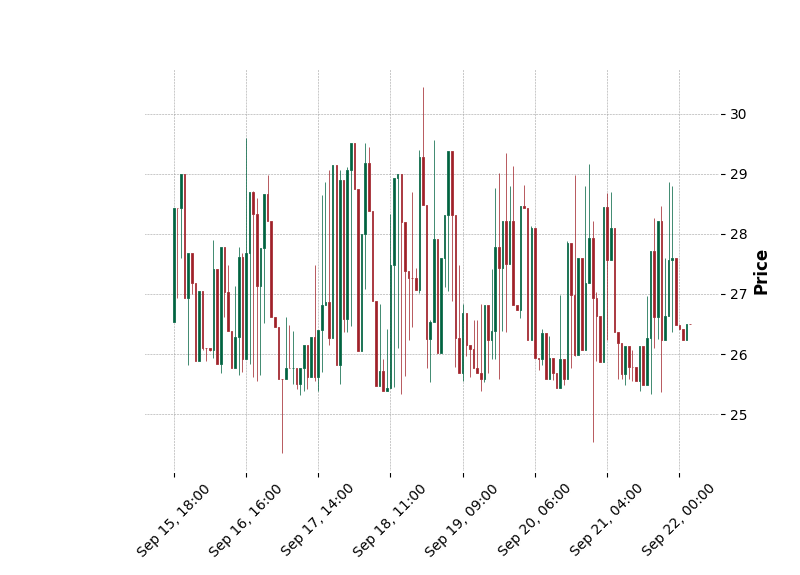 30
29
28
27
26
25
Price
Sep 15, 18:00
Sep 16, 16:00
Sep 17, 14:00
Sep 18, 11:00
Sep 19, 09:00
Sep 20, 06:00
Sep 21, 04:00
Sep 22, 00:00